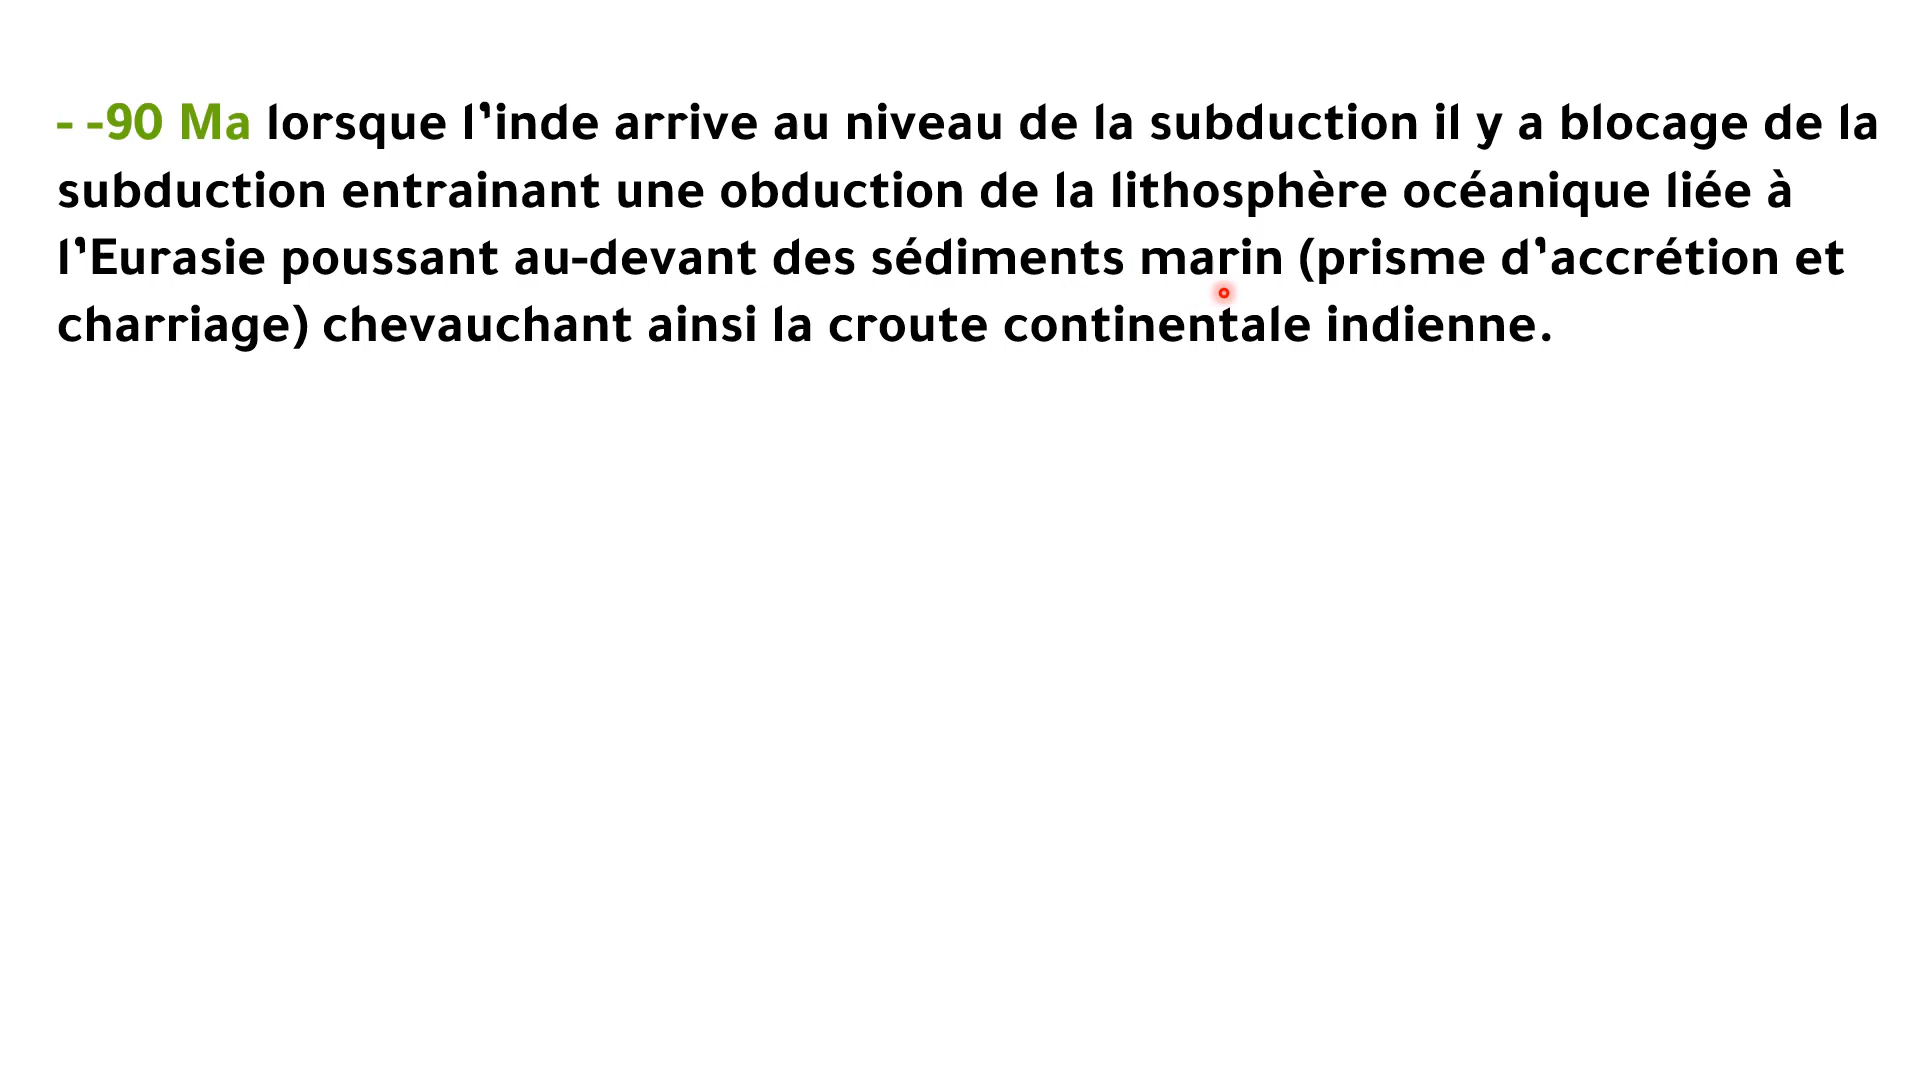 - -90 Ma lorsque l’inde arrive au niveau de la subduction il y a blocage de la
subduction entrainant une obduction de la lithosphère océanique liée à
l’Eurasie poussant au-devant des sédiments marin (prisme d’accrétion et
charriage) chevauchant ainsi la croute continentale indienne.